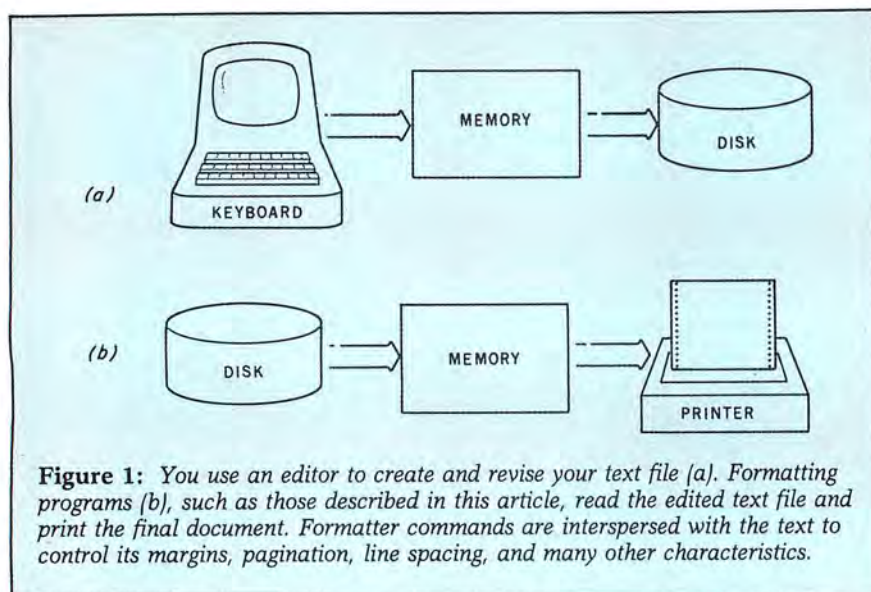 MEMORY
DISK
(a)
KEYBOARD
(b)
DISK
MEMORY
PRINTER
Figure 1: You use an editor to create and revise your text file (a). Formatting
programs (b), such as those described in this article, read the edited text file and
print the final document. Formatter commands are interspersed with the text to
control its margins, pagination, line spacing, and many other characteristics.